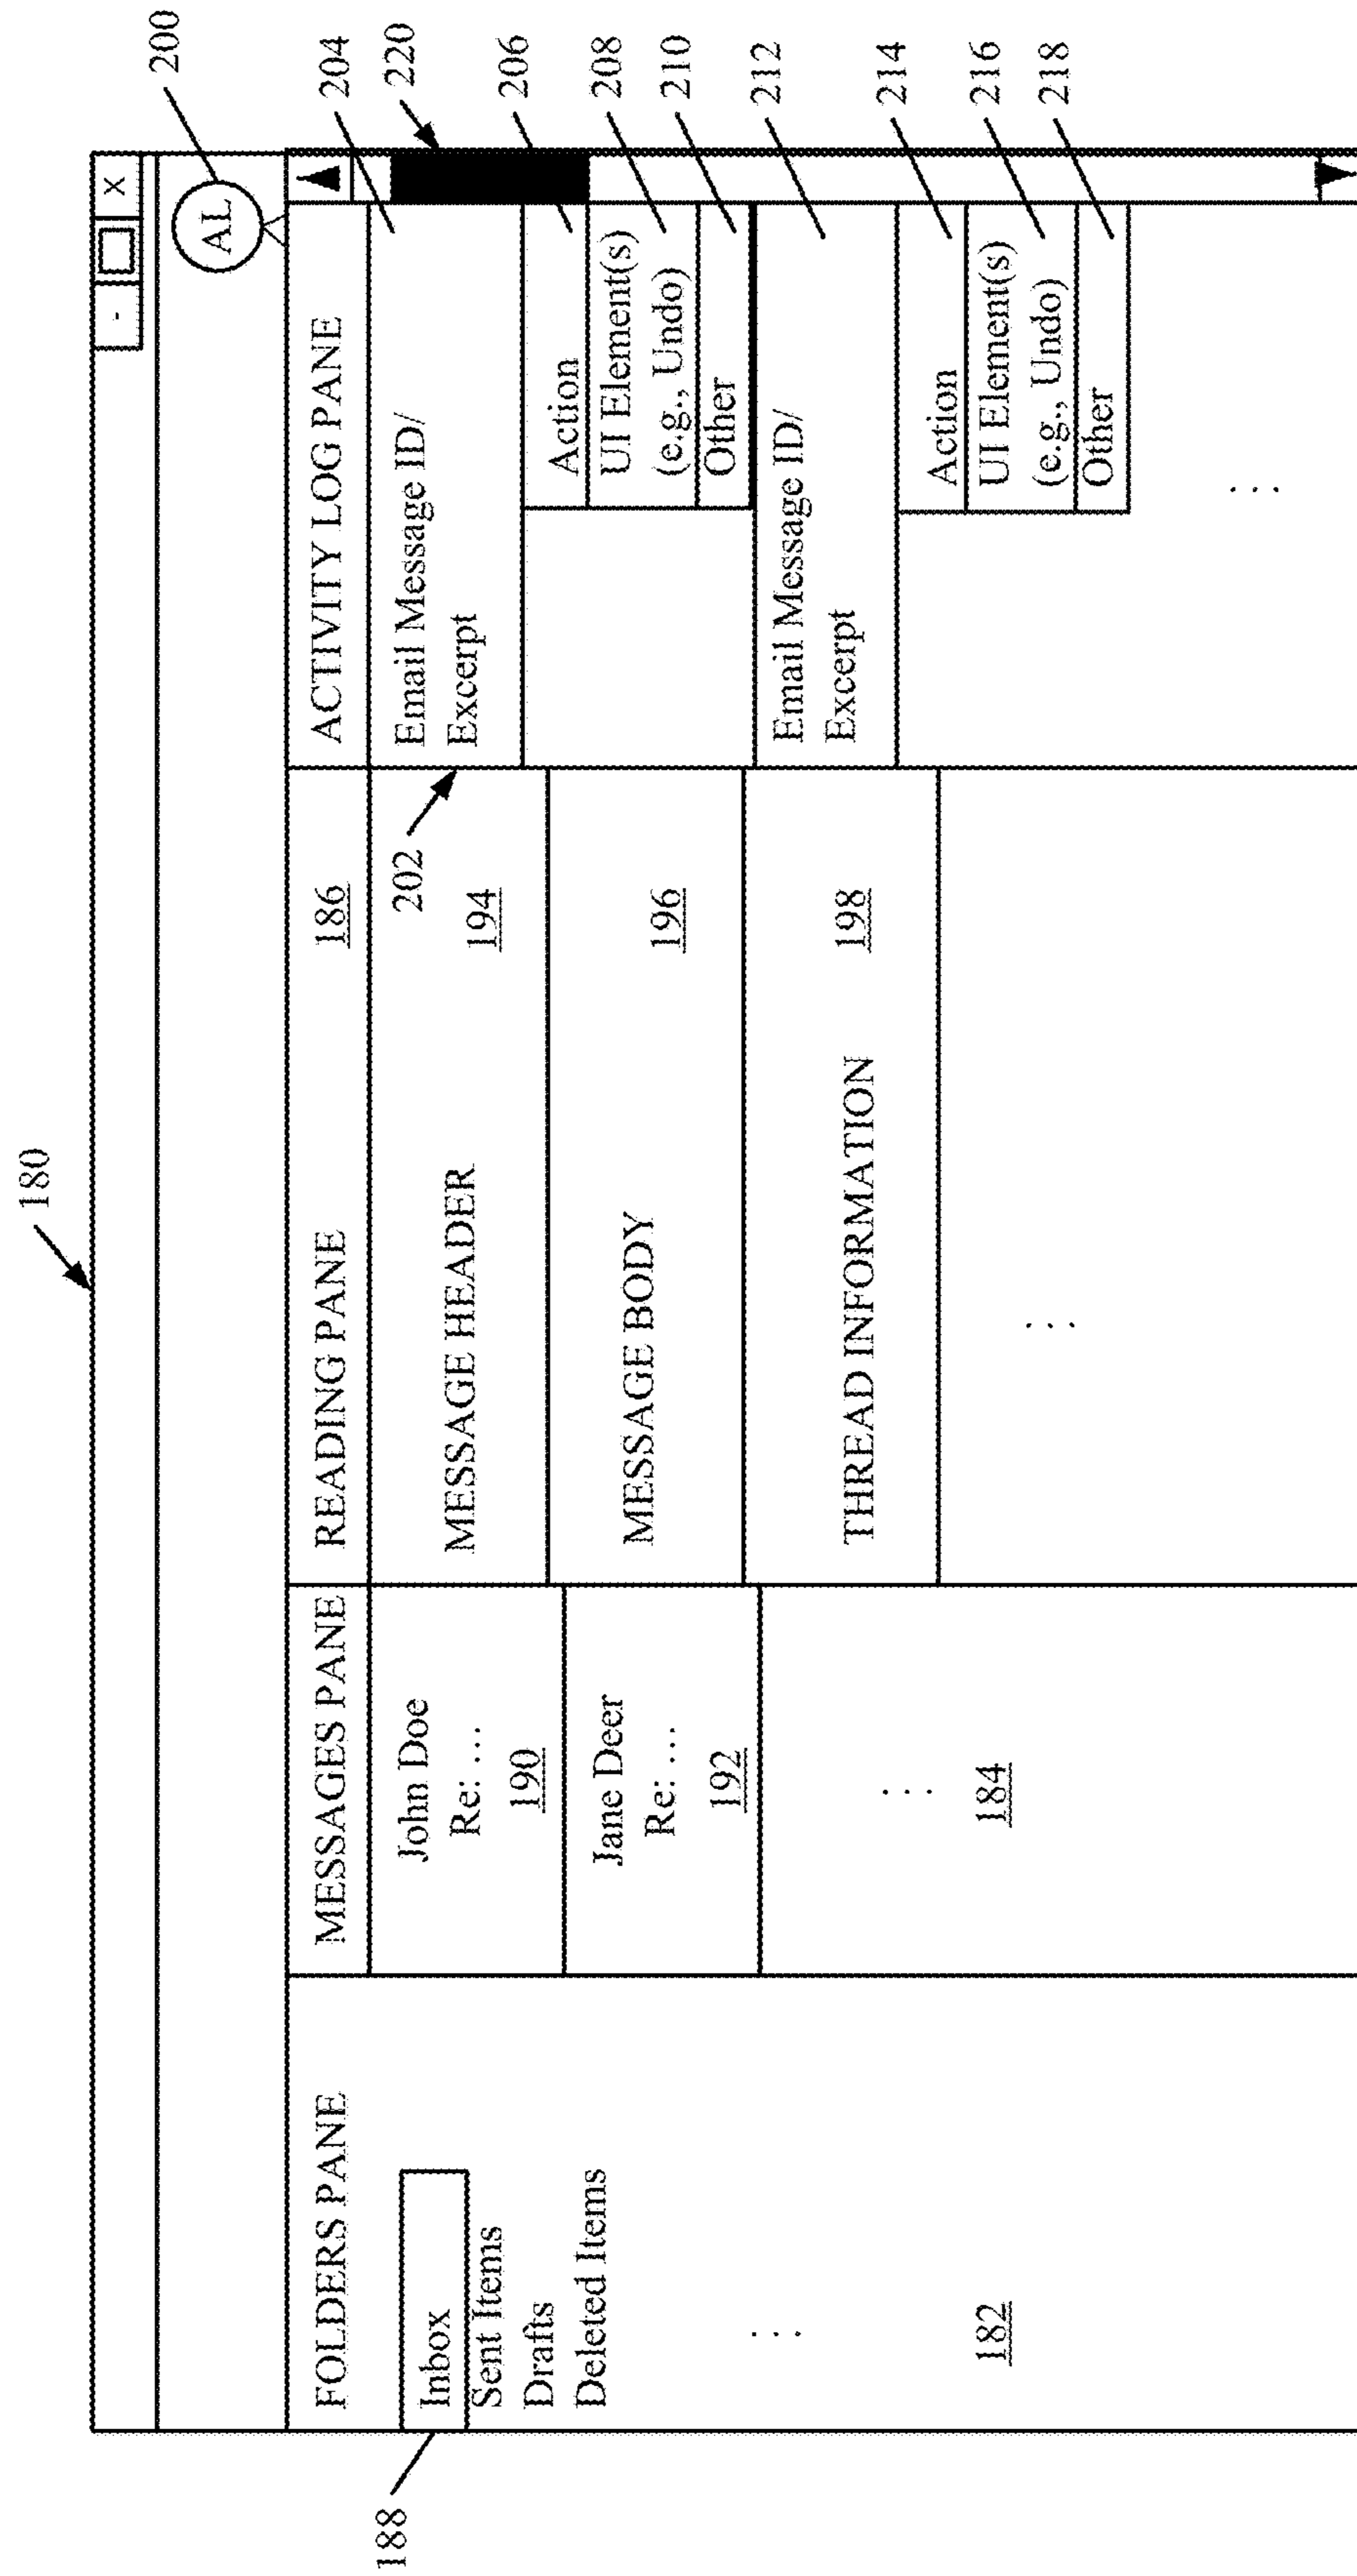 180
- X
AL
200
FOLDERS PANE
Inbox
Sent Items
Drafts
Deleted Items
. . .
182
188
MESSAGES PANE
John Doe
Re: …
190
Jane Deer
Re: …
192
. . .
184
READING PANE 186
202
MESSAGE HEADER 194
MESSAGE BODY 196
THREAD INFORMATION 198
. . .
ACTIVITY LOG PANE
Email Message ID/
Excerpt
Action
UI Element(s)
(e.g., Undo)
Other
Email Message ID/
Excerpt
Action
UI Element(s)
(e.g., Undo)
Other
. . .
204
220
206
208
210
212
214
216
218